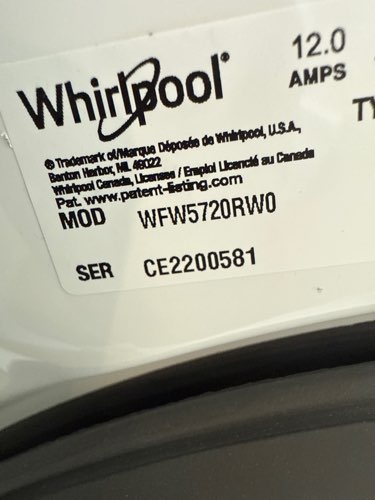 Whirlpool®
12.0
AMPS
TY
® Trademark of/Marque Déposée de Whirlpool, U.S.A.,
Benton Harbor, MI. 49022
Whirlpool Canada, Licensee / Emploi Licencié au Canada
Pat. www.patent-listing.com
MOD WFW5720RW0
SER CE2200581